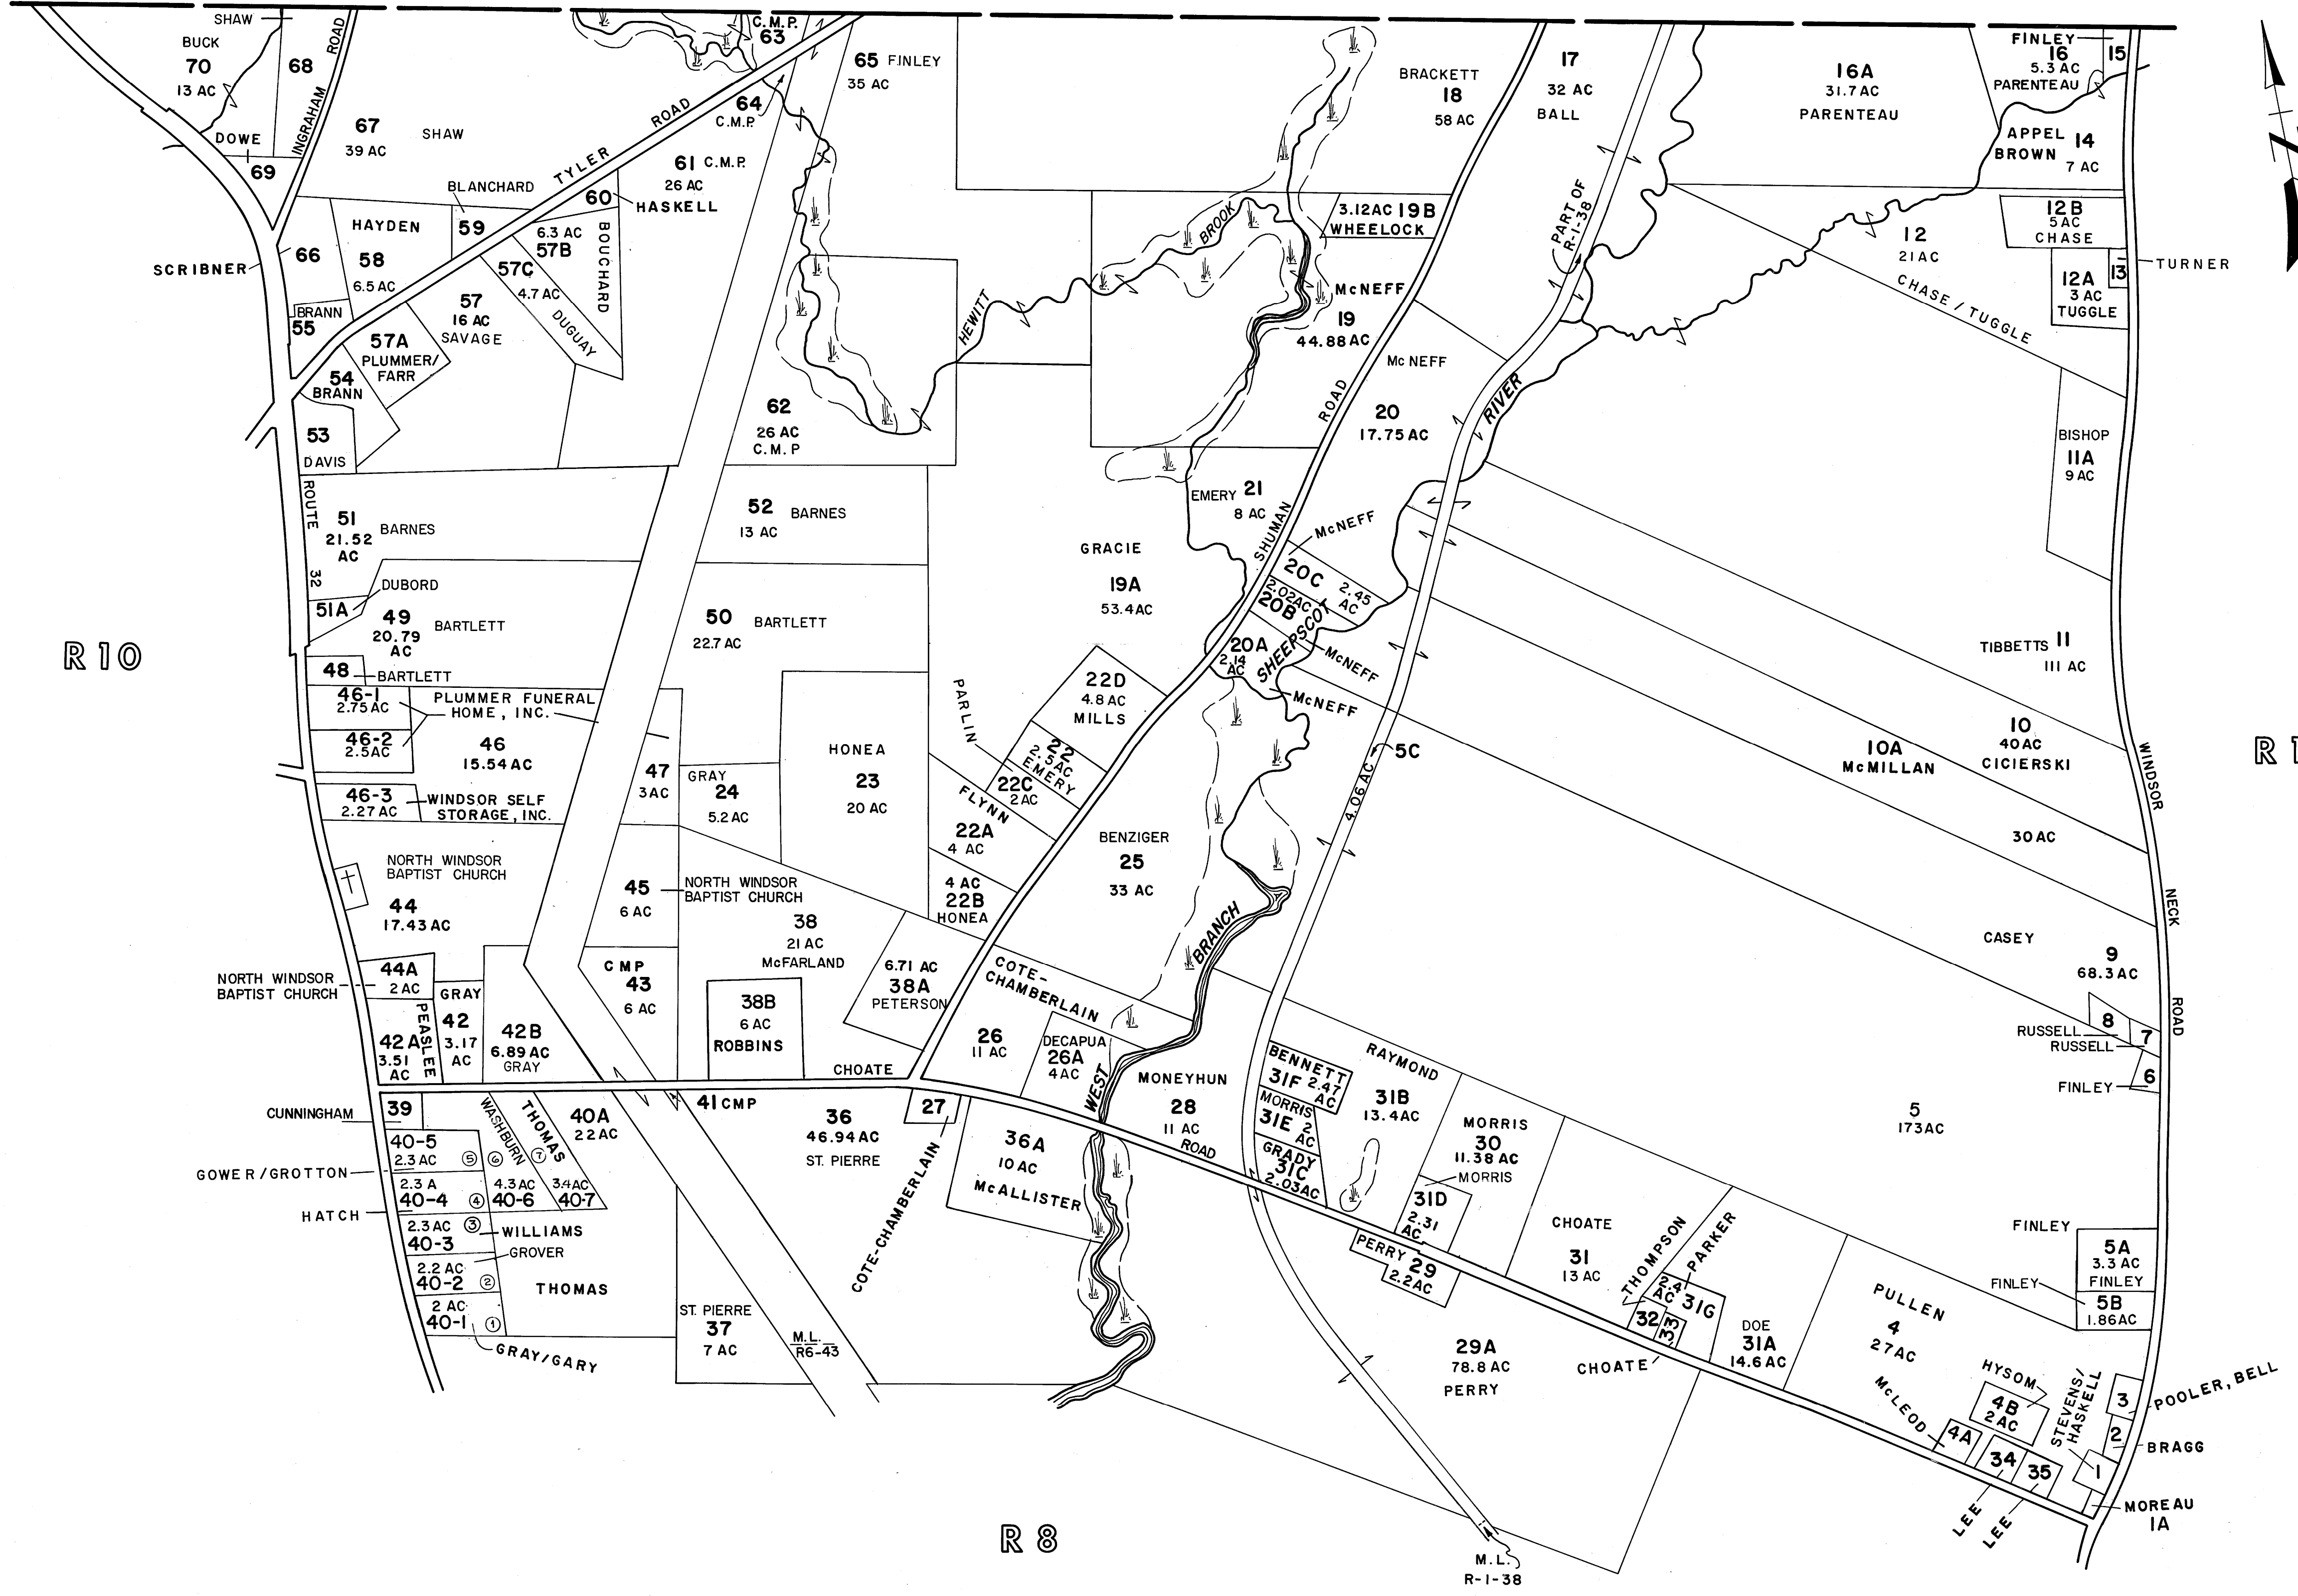 SHAW
BUCK
70
13 AC
68
INGRAHAM ROAD
DOWE
69
67
39 AC
SHAW
C.M.P.
63
64
C.M.P.
TYLER ROAD
65 FINLEY
35 AC
61 C.M.P.
26 AC
BLANCHARD
59
60
HASKELL
HAYDEN
58
6.5 AC
66
SCRIBNER
BRANN
55
6.3 AC
57B
BOUCHARD
57C
4.7 AC
DUGUAY
57
16 AC
SAVAGE
57A
PLUMMER/
FARR
54
BRANN
53
DAVIS
62
26 AC
C.M.P
HEWITT
BROOK
BRACKETT
18
58 AC
17
32 AC
BALL
PART OF
R-1-38
16A
31.7 AC
PARENTEAU
FINLEY
16
5.3 AC
PARENTEAU
15
APPEL
BROWN
14
7 AC
3.12AC 19B
WHEELOCK
McNEFF
19
44.88 AC
McNEFF
20
17.75 AC
12
21 AC
CHASE / TUGGLE
12B
5 AC
CHASE
13
TURNER
12A
3 AC
TUGGLE
BISHOP
11A
9 AC
RIVER
SHUMAN ROAD
ROUTE 32
51
21.52
AC
BARNES
52
13 AC
BARNES
DUBORD
51A
49
20.79
AC
BARTLETT
50
22.7 AC
BARTLETT
48
BARTLETT
GRACIE
19A
53.4 AC
EMERY 21
8 AC
McNEFF
20C
2.45
AC
2.02AC
20B
McNEFF
20A
2.14
AC
McNEFF
SHEEPSCOT
TIBBETTS 11
111 AC
10
40 AC
CICIERSKI
10A
McMILLAN
30 AC
R 10
R 1
46-1
2.75 AC
PLUMMER FUNERAL
HOME, INC.
46-2
2.5AC
46
15.54 AC
46-3
2.27 AC
WINDSOR SELF
STORAGE, INC.
47
3 AC
GRAY
24
5.2 AC
HONEA
23
20 AC
PARLIN
22D
4.8 AC
MILLS
22
2.5AC
EMERY
22C
2 AC
FLYNN
22A
4 AC
4 AC
22B
HONEA
BENZIGER
25
33 AC
5C
4.06 AC
WINDSOR NECK ROAD
NORTH WINDSOR
BAPTIST CHURCH
44
17.43 AC
45
6 AC
NORTH WINDSOR
BAPTIST CHURCH
38
21 AC
McFARLAND
6.71 AC
38A
PETERSON
CASEY
9
68.3 AC
NORTH WINDSOR
BAPTIST CHURCH
44A
2 AC
PEASLEE
42A
3.51
AC
GRAY
42
3.17
AC
42B
6.89 AC
GRAY
CMP
43
6 AC
38B
6 AC
ROBBINS
CHOATE
COTE-
CHAMBERLAIN
26
11 AC
DECAPUA
26A
4 AC
WEST
BRANCH
MONEYHUN
28
11 AC
ROAD
BENNETT
31F 2.47
AC
MORRIS
31E 2
AC
GRADY
31C
2.03AC
RAYMOND
31B
13.4 AC
MORRIS
30
11.38 AC
MORRIS
31D
2.31
AC
8
RUSSELL
7
RUSSELL
6
FINLEY
5
173 AC
CUNNINGHAM
39
40-5
2.3 AC
5
GOWER/GROTTON
2.3 A
40-4
4
HATCH
2.3 AC
3
40-3
WILLIAMS
GROVER
2.2 AC
40-2
2
2 AC
40-1
1
GRAY/GARY
WASHBURN
6
4.3 AC
40-6
THOMAS
7
3.4 AC
40-7
40A
22 AC
THOMAS
41 CMP
36
46.94 AC
ST. PIERRE
27
COTE-CHAMBERLAIN
36A
10 AC
McALLISTER
ST. PIERRE
37
7 AC
M.L.
R6-43
PERRY 29
2.2AC
29A
78.8 AC
PERRY
CHOATE
31
13 AC
THOMPSON
PARKER
2.4
AC
31G
32
33
CHOATE
DOE
31A
14.6 AC
PULLEN
4
27 AC
FINLEY
5A
3.3 AC
FINLEY
FINLEY
5B
1.86 AC
HYSOM
4B
2 AC
McLEOD
4A
34
35
LEE
LEE
STEVENS/
HASKELL
1
3
POOLER, BELL
2
BRAGG
MOREAU
1A
R 8
M.L.
R-1-38